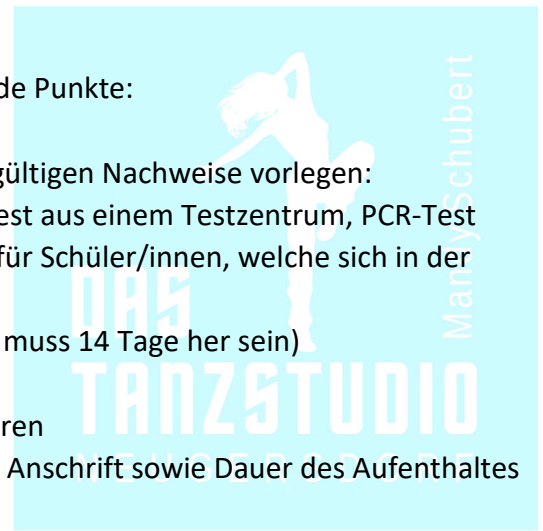 de Punkte:
gültigen Nachweise vorlegen:
est aus einem Testzentrum, PCR-Test
für Schüler/innen, welche sich in der
muss 14 Tage her sein)
ren
Anschrift sowie Dauer des Aufenthaltes
Mandy Schubert
DAS
TANZSTUDIO
NEUGERSDORF